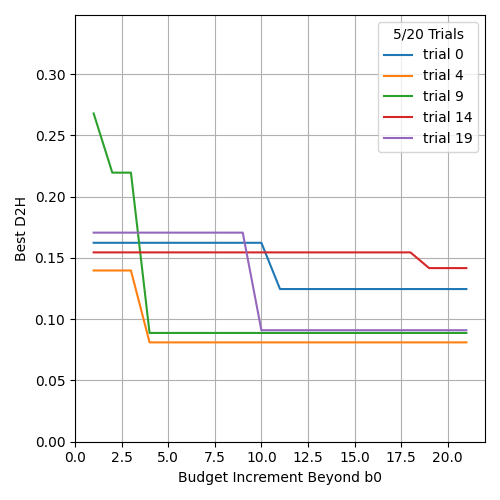 5/20 Trials
trial 0
trial 4
trial 9
trial 14
trial 19
Best D2H
0.30
0.25
0.20
0.15
0.10
0.05
0.00
0.0 2.5 5.0 7.5 10.0 12.5 15.0 17.5 20.0
Budget Increment Beyond b0